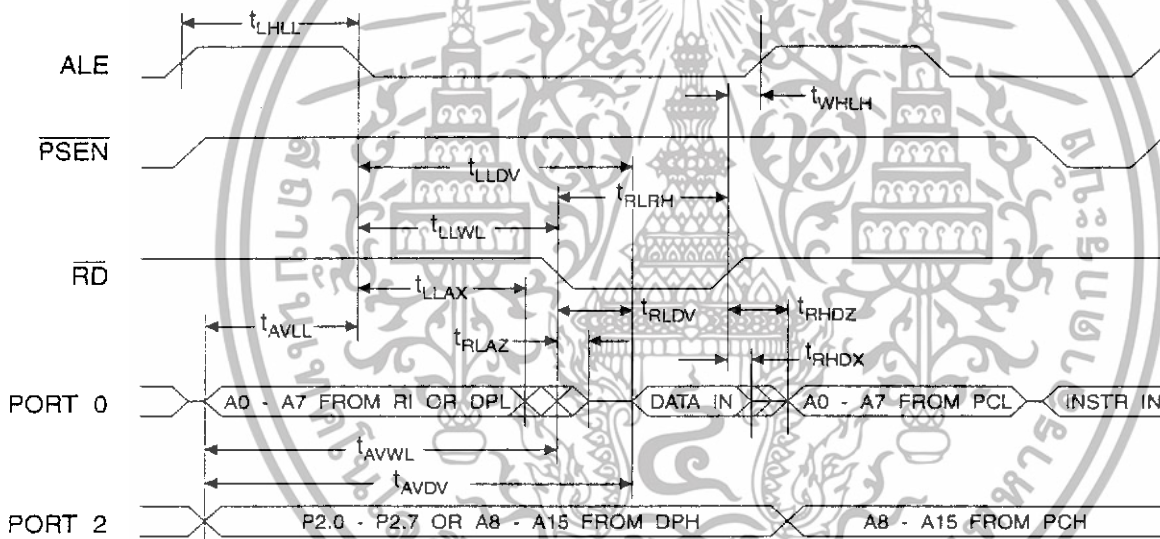 tLHLL
ALE
tWHLH
PSEN
tLLDV
tRLRH
tLLWL
RD
tLLAX
tRLDV
tRHDZ
tAVLL
tRLAZ
tRHDX
PORT 0
A0 - A7 FROM RI OR DPL
DATA IN
A0 - A7 FROM PCL
INSTR IN
tAVWL
tAVDV
PORT 2
P2.0 - P2.7 OR A8 - A15 FROM DPH
A8 - A15 FROM PCH